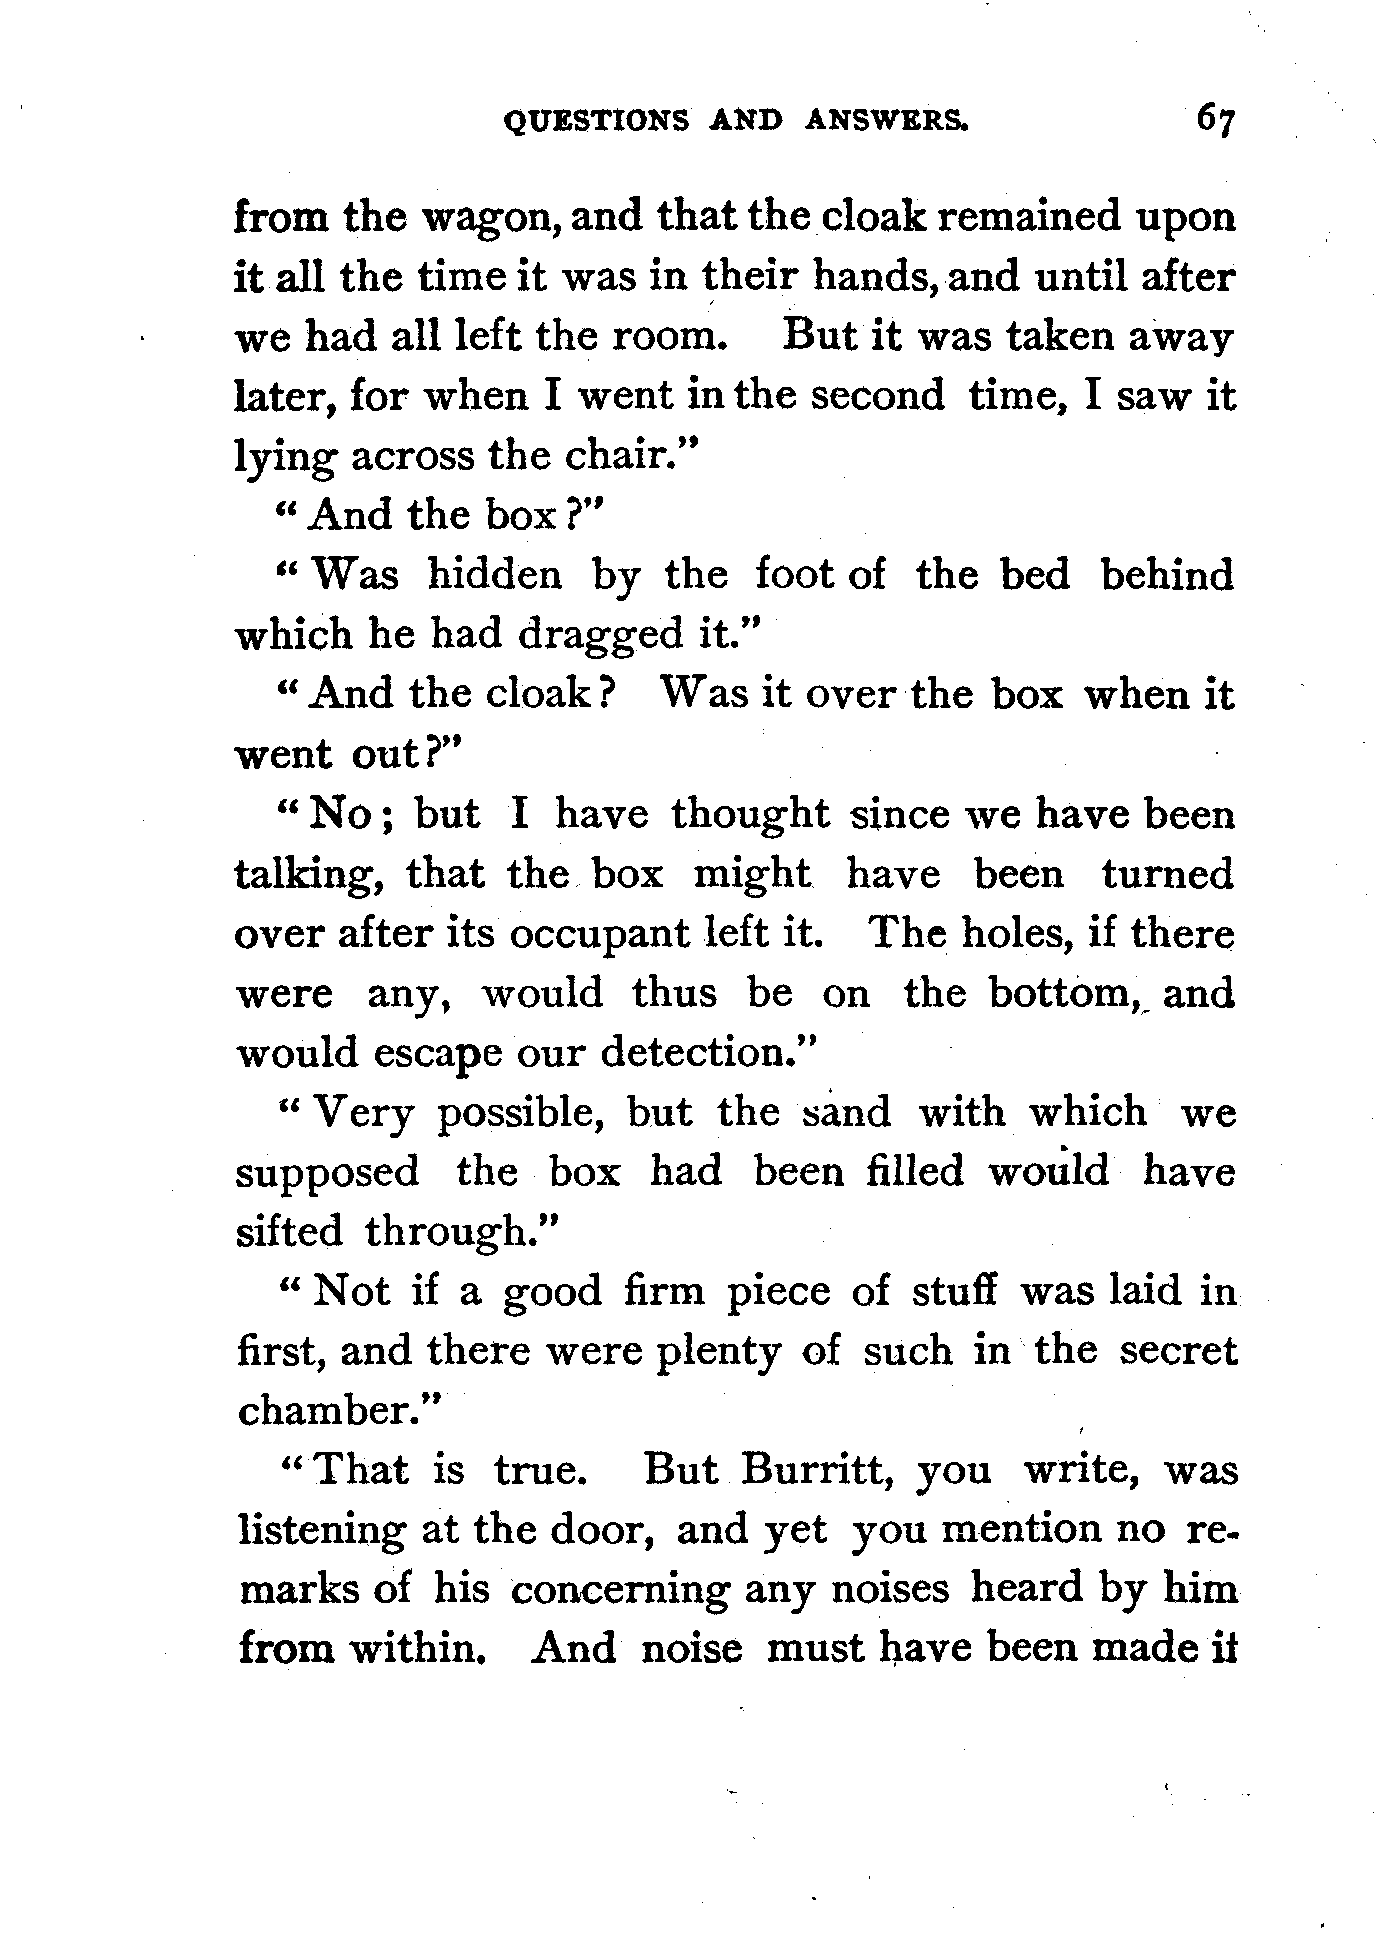 QUESTIONS AND ANSWERS. 67
from the wagon, and that the cloak remained upon
it all the time it was in their hands, and until after
we had all left the room. But it was taken away
later, for when I went in the second time, I saw it
lying across the chair."
"And the box?"
"Was hidden by the foot of the bed behind
which he had dragged it."
"And the cloak? Was it over the box when it
went out?"
"No; but I have thought since we have been
talking, that the box might have been turned
over after its occupant left it. The holes, if there
were any, would thus be on the bottom, and
would escape our detection."
"Very possible, but the sand with which we
supposed the box had been filled would have
sifted through."
"Not if a good firm piece of stuff was laid in
first, and there were plenty of such in the secret
chamber."
"That is true. But Burritt, you write, was
listening at the door, and yet you mention no re-
marks of his concerning any noises heard by him
from within. And noise must have been made if